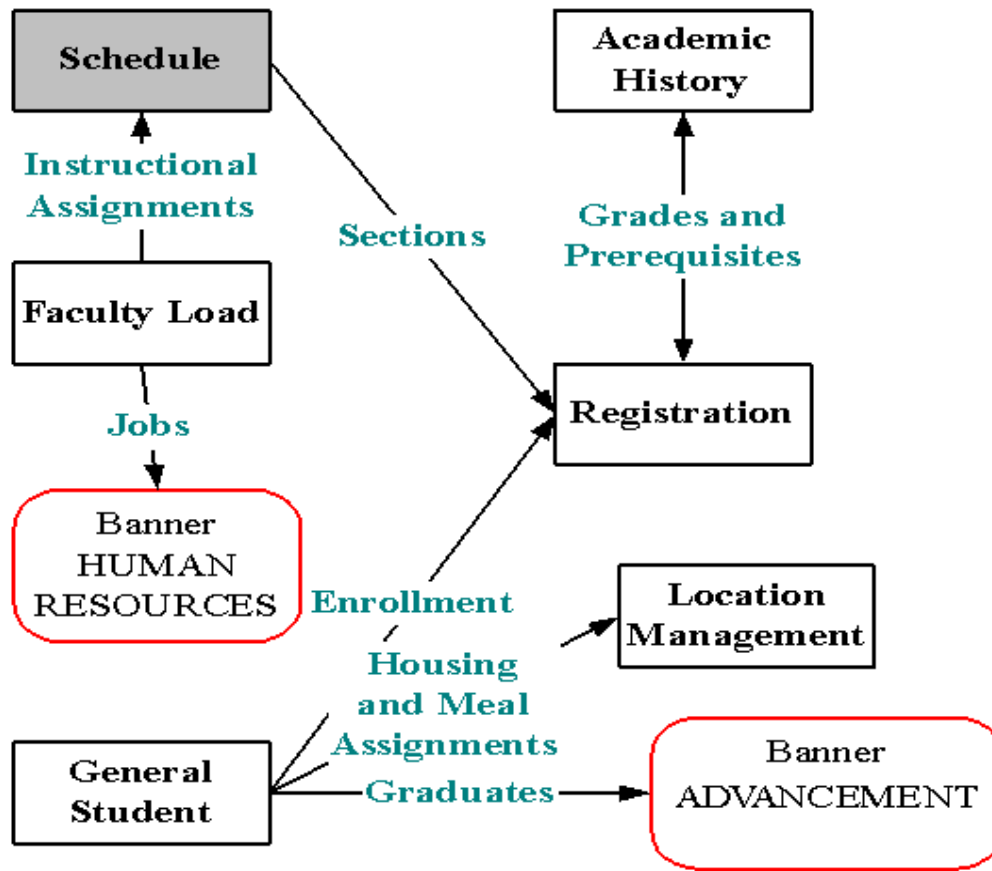 Schedule
Academic
History
Instructional
Assignments
Sections
Grades and
Prerequisites
Faculty Load
Registration
Jobs
Banner
HUMAN
RESOURCES
Enrollment
Location
Management
Housing
and Meal
Assignments
General
Student
Graduates
Banner
ADVANCEMENT